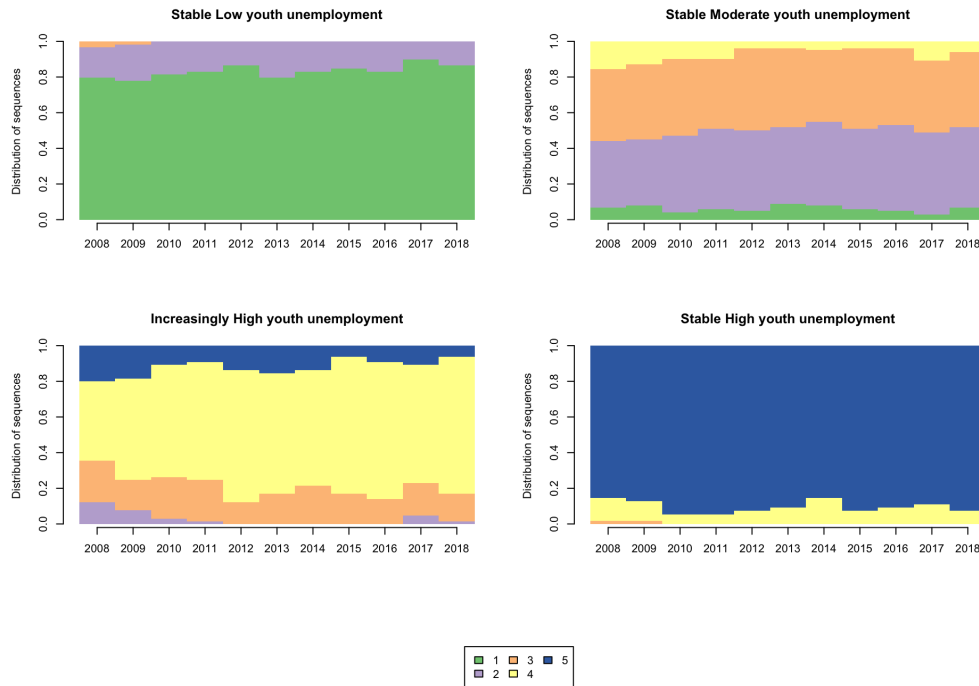 Stable Low youth unemployment
Distribution of sequences
1.0
0.8
0.6
0.4
0.2
0.0
2008 2009 2010 2011 2012 2013 2014 2015 2016 2017 2018
Stable Moderate youth unemployment
Distribution of sequences
1.0
0.8
0.6
0.4
0.2
0.0
2008 2009 2010 2011 2012 2013 2014 2015 2016 2017 2018
Increasingly High youth unemployment
Distribution of sequences
1.0
0.8
0.6
0.4
0.2
0.0
2008 2009 2010 2011 2012 2013 2014 2015 2016 2017 2018
Stable High youth unemployment
Distribution of sequences
1.0
0.8
0.6
0.4
0.2
0.0
2008 2009 2010 2011 2012 2013 2014 2015 2016 2017 2018
1 3 5
2 4